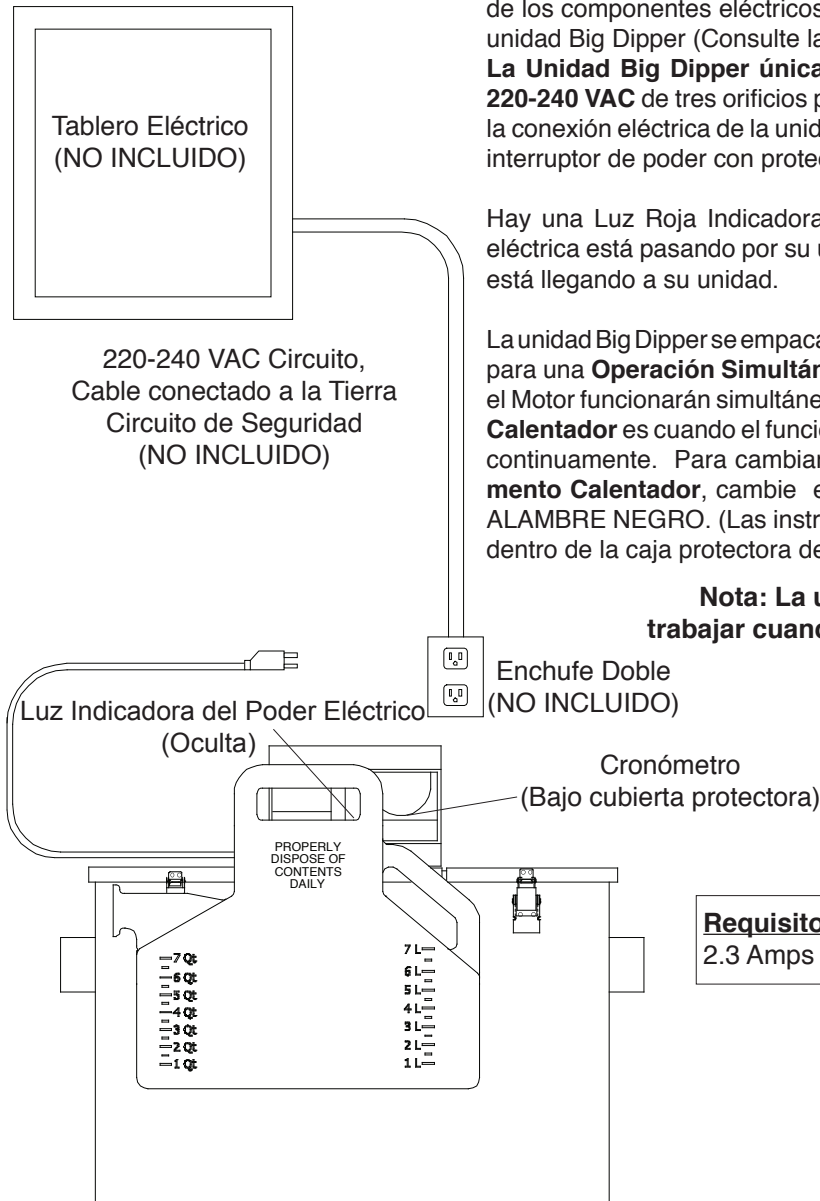 de los componentes eléctricos
unidad Big Dipper (Consulte la
La Unidad Big Dipper única
220-240 VAC de tres orificios p
la conexión eléctrica de la unid
interruptor de poder con protec
Hay una Luz Roja Indicadora
eléctrica está pasando por su u
está llegando a su unidad.
La unidad Big Dipper se empaca
para una Operación Simultán
el Motor funcionarán simultáne
Calentador es cuando el funci
continuamente. Para cambiar
mento Calentador, cambie e
ALAMBRE NEGRO. (Las instr
dentro de la caja protectora de
Nota: La u
trabajar cuand
Tablero Eléctrico
(NO INCLUIDO)
220-240 VAC Circuito,
Cable conectado a la Tierra
Circuito de Seguridad
(NO INCLUIDO)
Enchufe Doble
(NO INCLUIDO)
Luz Indicadora del Poder Eléctrico
(Oculta)
Cronómetro
(Bajo cubierta protectora)
PROPERLY
DISPOSE OF
CONTENTS
DAILY
7 Qt
6 Qt
5 Qt
4 Qt
3 Qt
2 Qt
1 Qt
7 L
6 L
5 L
4 L
3 L
2 L
1 L
Requisito
2.3 Amps